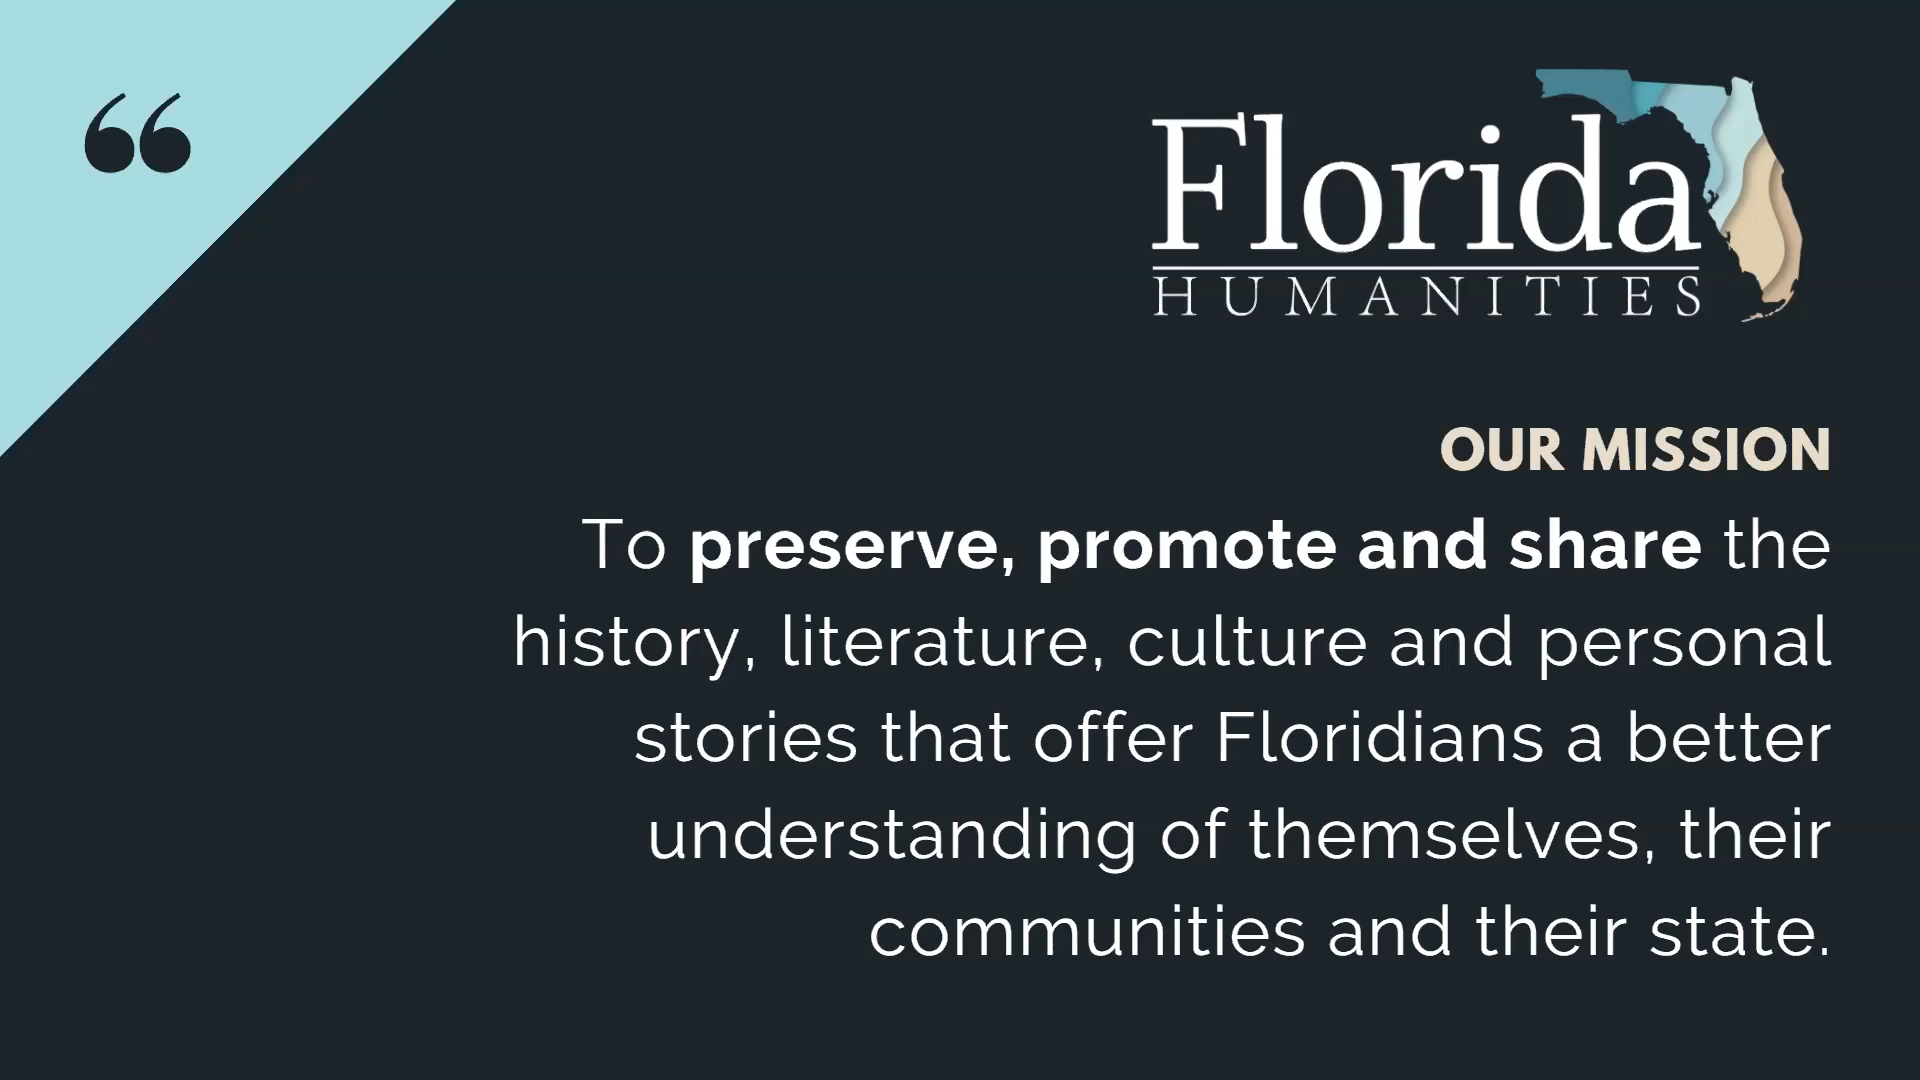 “
Florida
HUMANITIES
OUR MISSION
To preserve, promote and share the
history, literature, culture and personal
stories that offer Floridians a better
understanding of themselves, their
communities and their state.